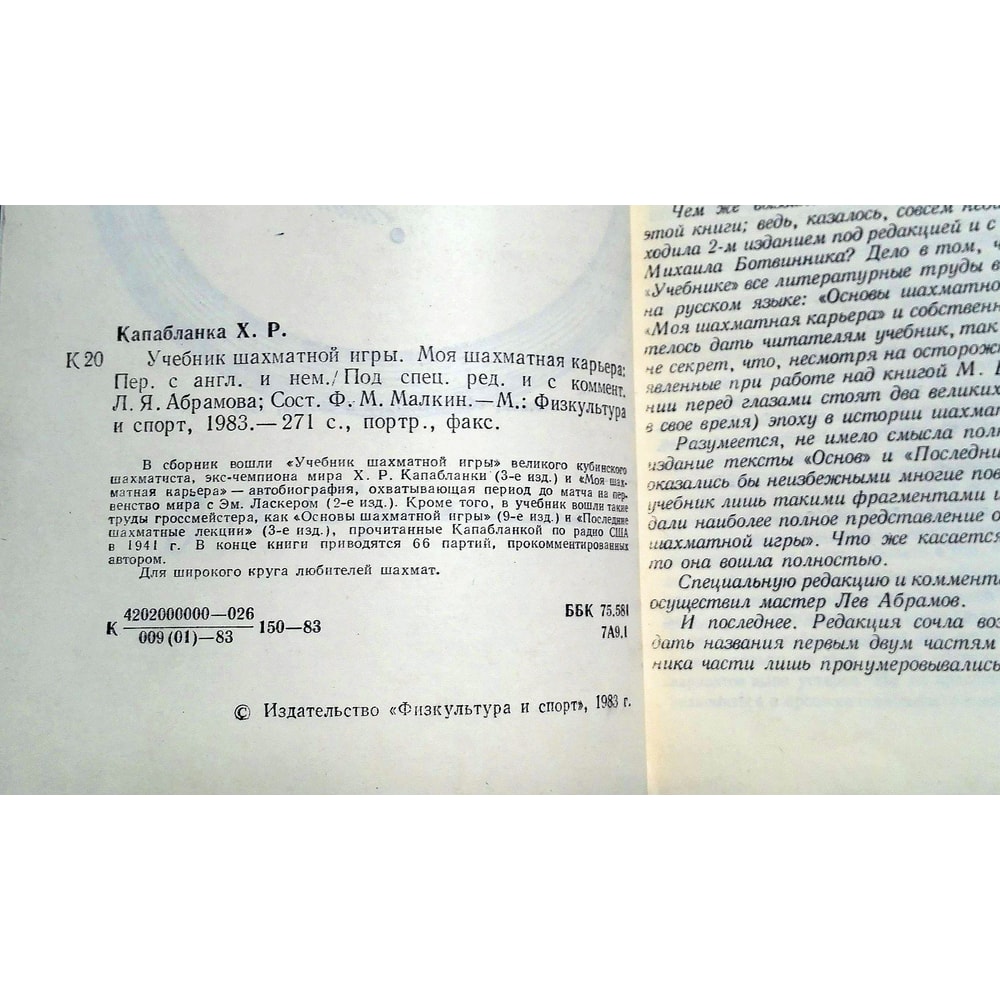 Капабланка Х. Р.
К 20 Учебник шахматной игры. Моя шахматная карьера:
Пер. с англ. и нем./Под спец. ред. и с коммент.
Л. Я. Абрамова; Сост. Ф. М. Малкин.—М.: Физкультура
и спорт, 1983.—271 с., портр., факс.
В сборник вошли «Учебник шахматной игры» великого кубинского
шахматиста, экс-чемпиона мира Х. Р. Капабланки (3-е изд.) и «Моя шах-
матная карьера»—автобиография, охватывающая период до матча на пер-
венство мира с Эм. Ласкером (2-е изд.). Кроме того, в учебник вошли такие
труды гроссмейстера, как «Основы шахматной игры» (9-е изд.) и «Последние
шахматные лекции» (3-е изд.), прочитанные Капабланкой по радио США
в 1941 г. В конце книги приводятся 66 партий, прокомментированных
автором.
Для широкого круга любителей шахмат.
4202000000—026
К 150—83
009 (01)—83
ББК 75.581
7А9.1
© Издательство «Физкультура и спорт», 1983 г.
Чем же
этой книги; ведь, казалось, совсем
ходила 2-м изданием под редакцией и с
Михаила Ботвинника? Дело в том,
«Учебнике» все литературные труды в
на русском языке: «Основы шахматно
«Моя шахматная карьера» и собственн
телось дать читателям учебник, так
не секрет, что, несмотря на осторож
явленные при работе над книгой М.
нии перед глазами стоят два великих
в свое время) эпоху в истории шахмат
Разумеется, не имело смысла пол
издание тексты «Основ» и «Последни
оказались бы неизбежными многие пов
учебник лишь такими фрагментами и
дали наиболее полное представление о
шахматной игры». Что же касается
то она вошла полностью.
Специальную редакцию и коммента
осуществил мастер Лев Абрамов.
И последнее. Редакция сочла воз
дать названия первым двум частям
ника части лишь пронумеровывались